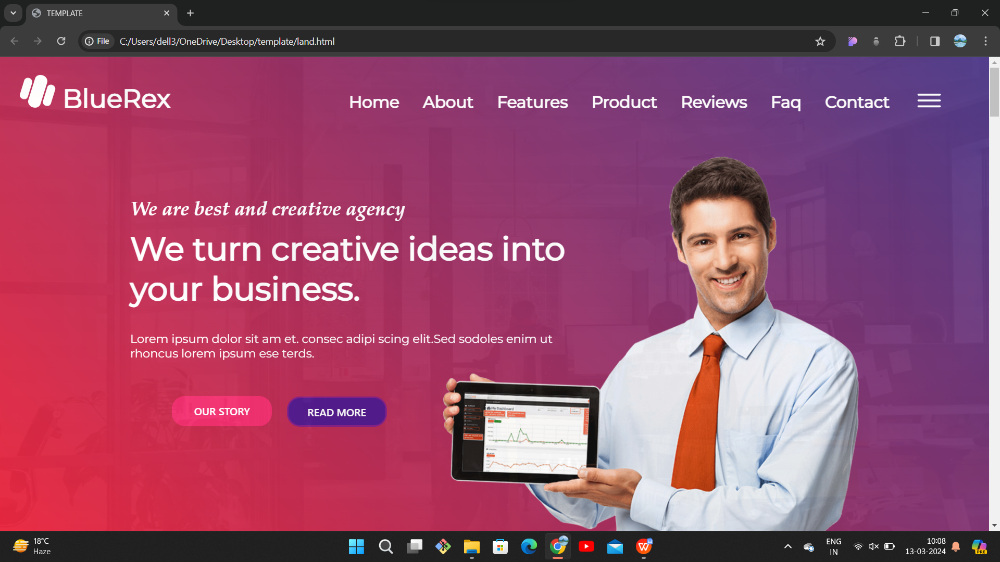 TEMPLATE
File
C:/Users/dell3/OneDrive/Desktop/template/land.html
BlueRex
Home About Features Product Reviews Faq Contact
We are best and creative agency
We turn creative ideas into
your business.
Lorem ipsum dolor sit am et. consec adipi scing elit.Sed sodoles enim ut
rhoncus lorem ipsum ese terds.
OUR STORY READ MORE
My Dashboard
18°C
Haze
ENG
IN
10:08
13-03-2024
PRE